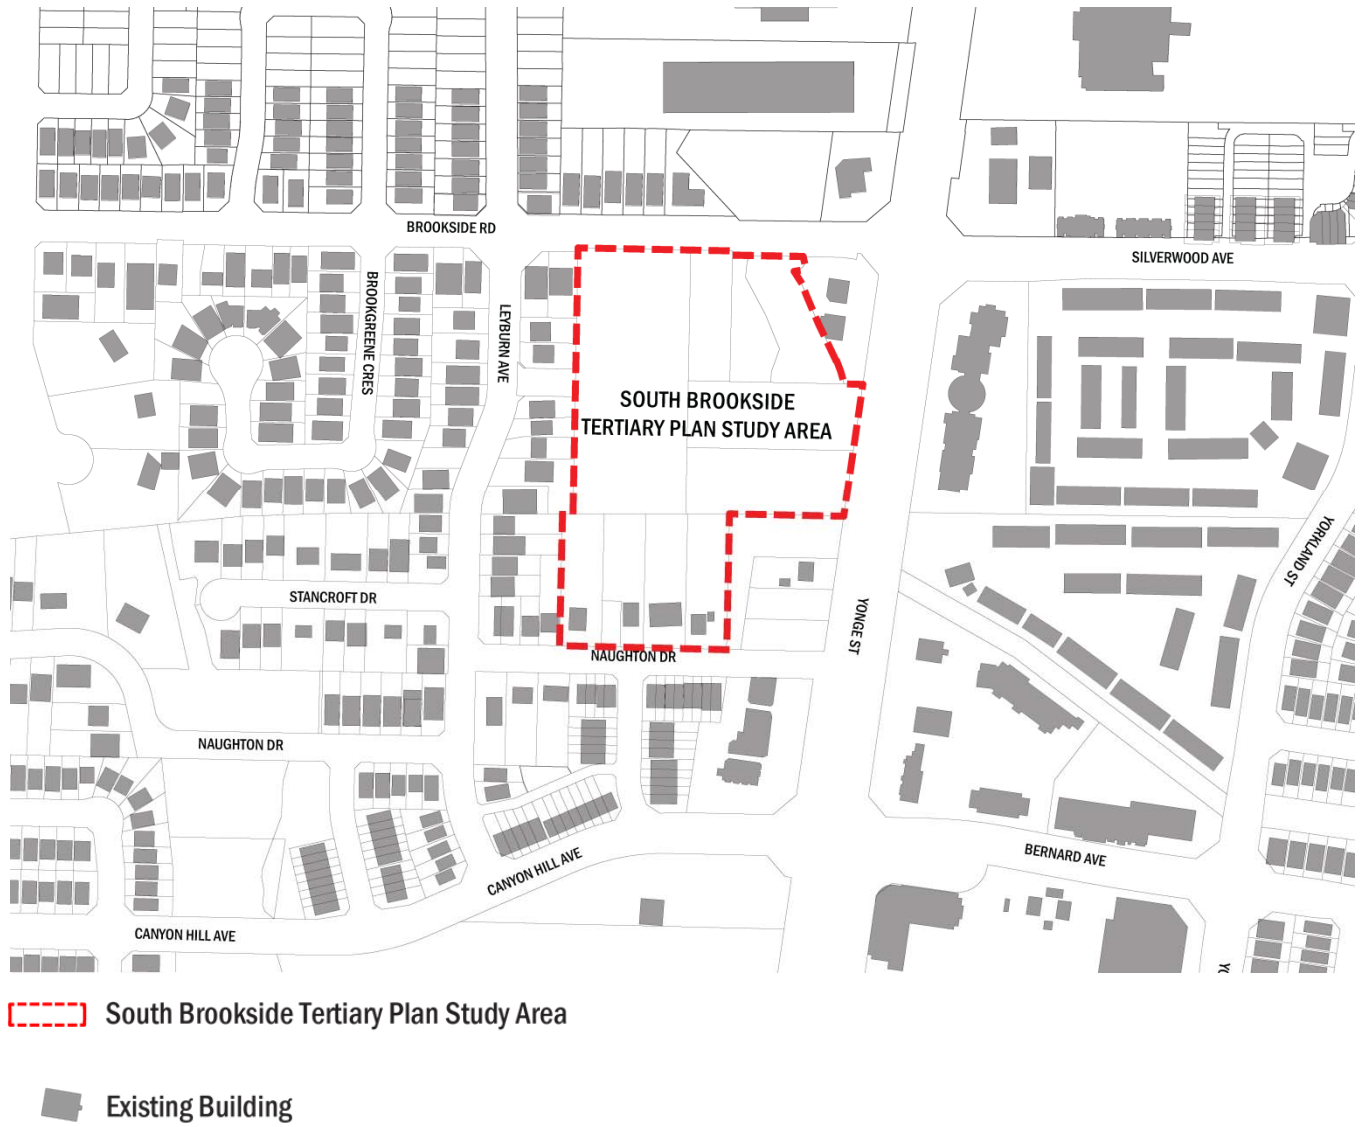 BROOKSIDE RD
SILVERWOOD AVE
BROOKGREENE CRES
LEYBURN AVE
SOUTH BROOKSIDE
TERTIARY PLAN STUDY AREA
YORKLAND ST
STANCROFT DR
YONGE ST
NAUGHTON DR
NAUGHTON DR
BERNARD AVE
CANYON HILL AVE
CANYON HILL AVE
YO
South Brookside Tertiary Plan Study Area
Existing Building